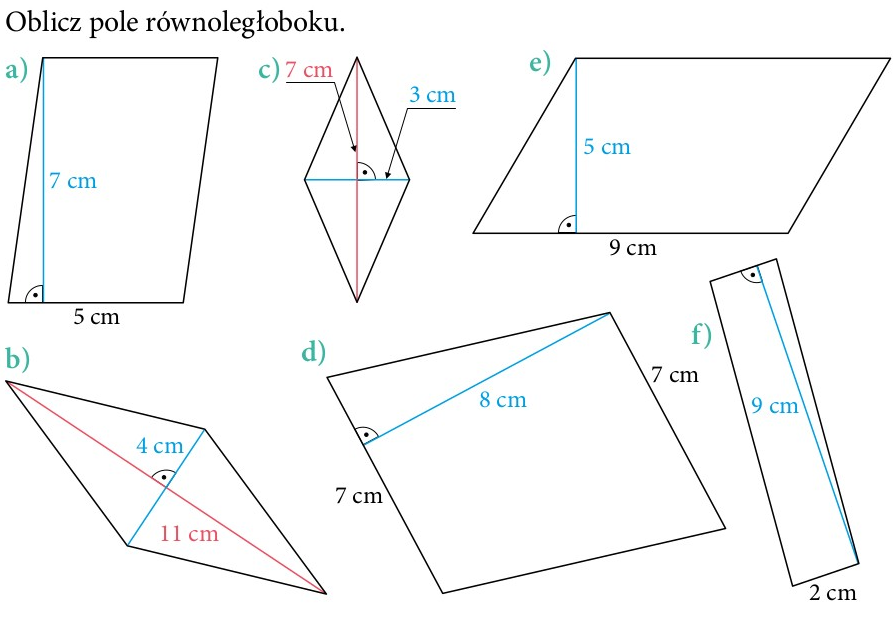 Oblicz pole równoległoboku.
a)
7 cm
5 cm
c) 7 cm
3 cm
e)
5 cm
9 cm
b)
4 cm
11 cm
d)
8 cm
7 cm
7 cm
f)
9 cm
2 cm